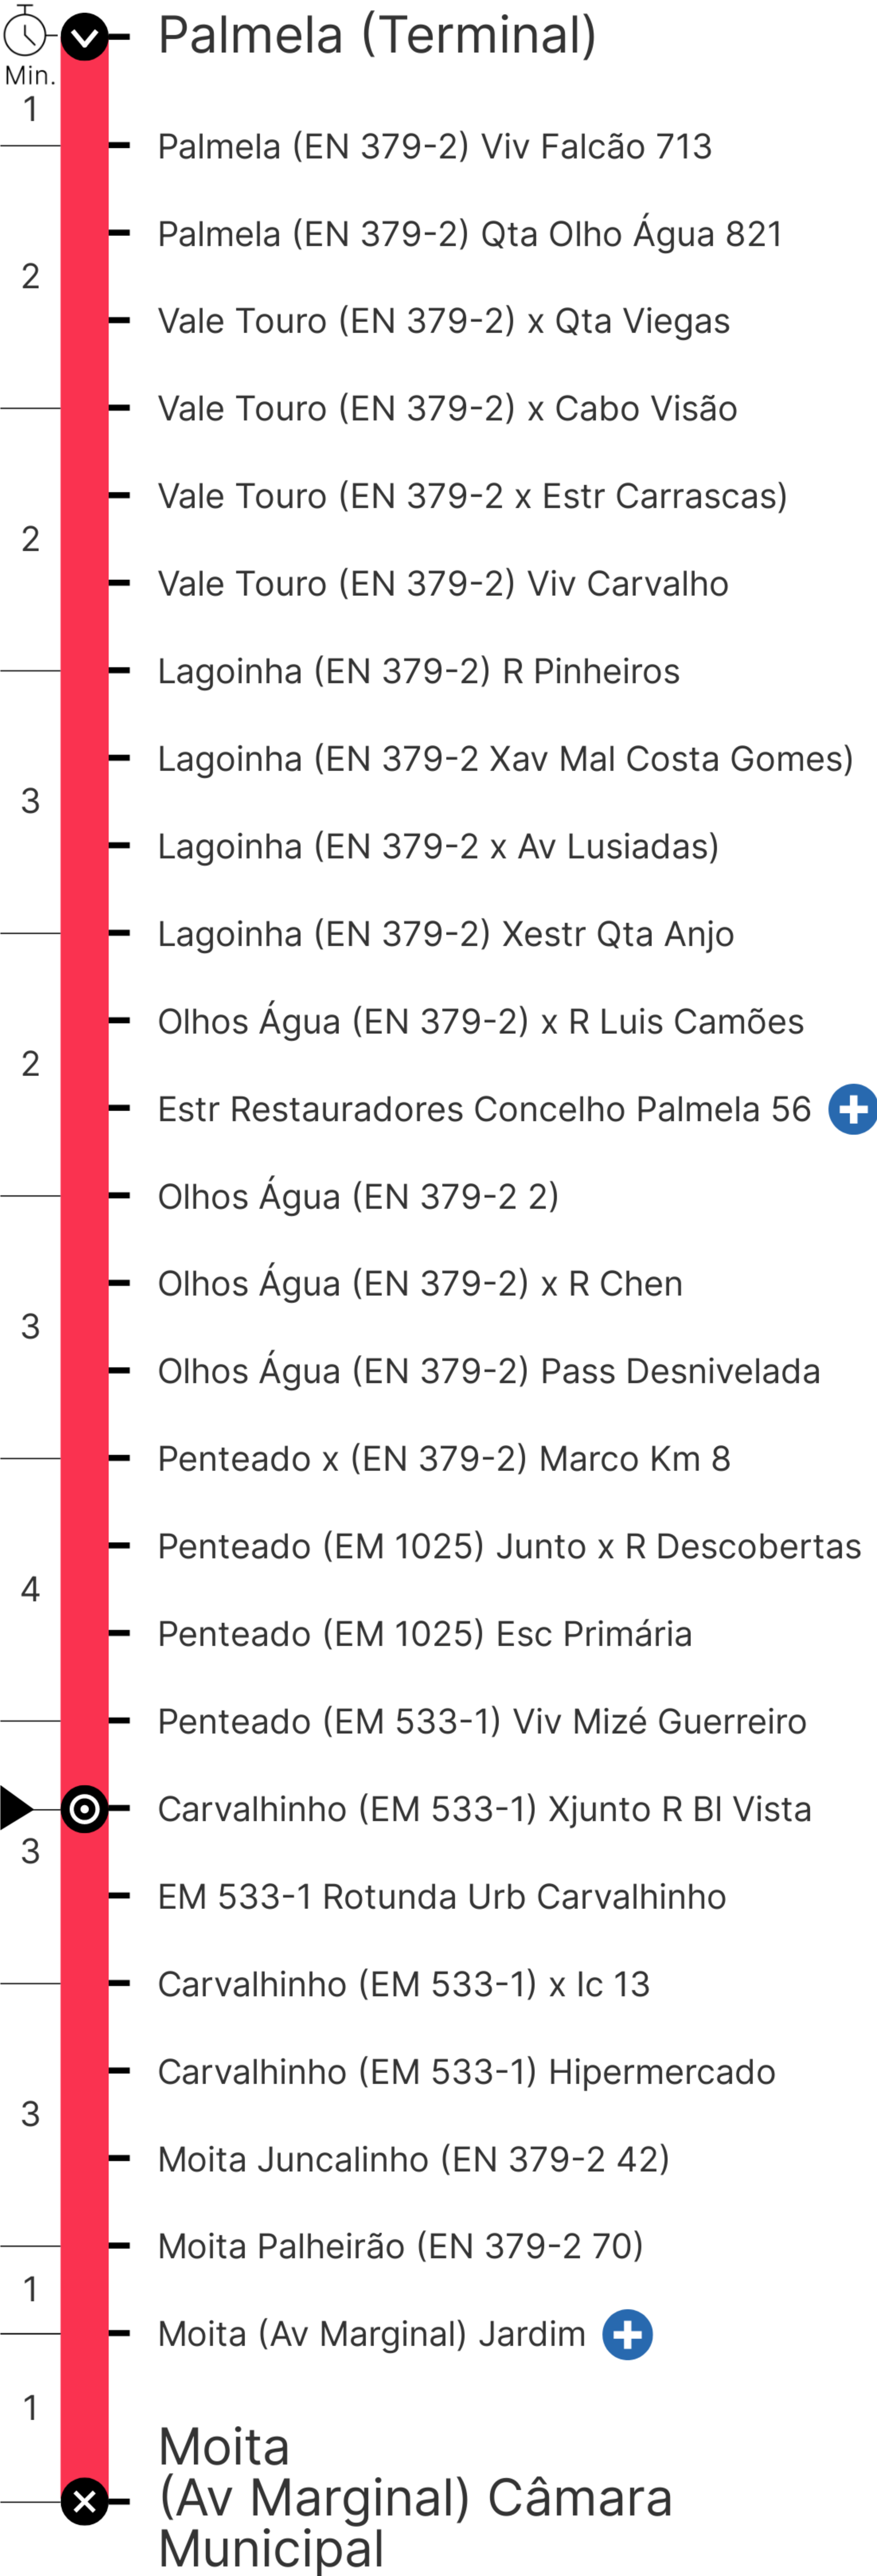 Palmela (Terminal)
Min.
1
Palmela (EN 379-2) Viv Falcão 713
Palmela (EN 379-2) Qta Olho Água 821
2
Vale Touro (EN 379-2) x Qta Viegas
Vale Touro (EN 379-2) x Cabo Visão
Vale Touro (EN 379-2 x Estr Carrascas)
2
Vale Touro (EN 379-2) Viv Carvalho
Lagoinha (EN 379-2) R Pinheiros
Lagoinha (EN 379-2 Xav Mal Costa Gomes)
3
Lagoinha (EN 379-2 x Av Lusiadas)
Lagoinha (EN 379-2) Xestr Qta Anjo
Olhos Água (EN 379-2) x R Luis Camões
2
Estr Restauradores Concelho Palmela 56
Olhos Água (EN 379-2 2)
Olhos Água (EN 379-2) x R Chen
3
Olhos Água (EN 379-2) Pass Desnivelada
Penteado x (EN 379-2) Marco Km 8
Penteado (EM 1025) Junto x R Descobertas
4
Penteado (EM 1025) Esc Primária
Penteado (EM 533-1) Viv Mizé Guerreiro
Carvalhinho (EM 533-1) Xjunto R Bl Vista
3
EM 533-1 Rotunda Urb Carvalhinho
Carvalhinho (EM 533-1) x Ic 13
Carvalhinho (EM 533-1) Hipermercado
3
Moita Juncalinho (EN 379-2 42)
Moita Palheirão (EN 379-2 70)
1
Moita (Av Marginal) Jardim
1
Moita
(Av Marginal) Câmara
Municipal